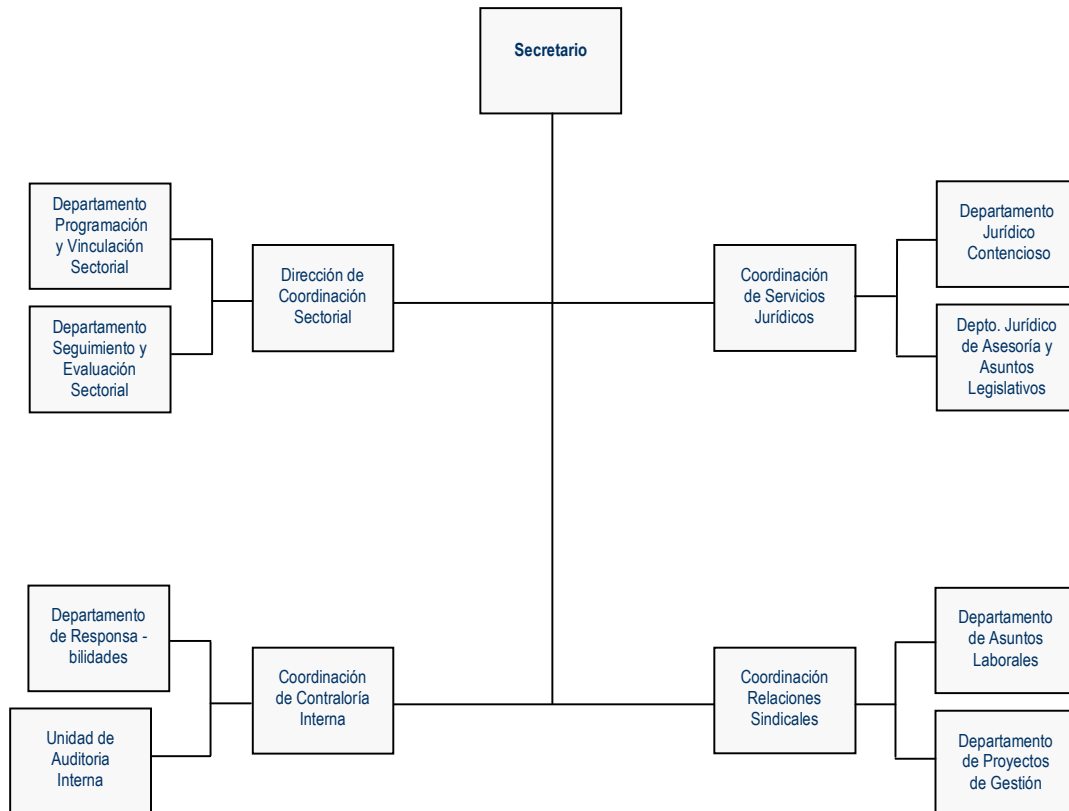 Secretario
Departamento
Programación
y Vinculación
Sectorial
Departamento
Seguimiento y
Evaluación
Sectorial
Dirección de
Coordinación
Sectorial
Coordinación
de Servicios
Jurídicos
Departamento
Jurídico
Contencioso
Depto. Jurídico
de Asesoría y
Asuntos
Legislativos
Departamento
de Responsa -
bilidades
Unidad de
Auditoria
Interna
Coordinación
de Contraloría
Interna
Coordinación
Relaciones
Sindicales
Departamento
de Asuntos
Laborales
Departamento
de Proyectos
de Gestión